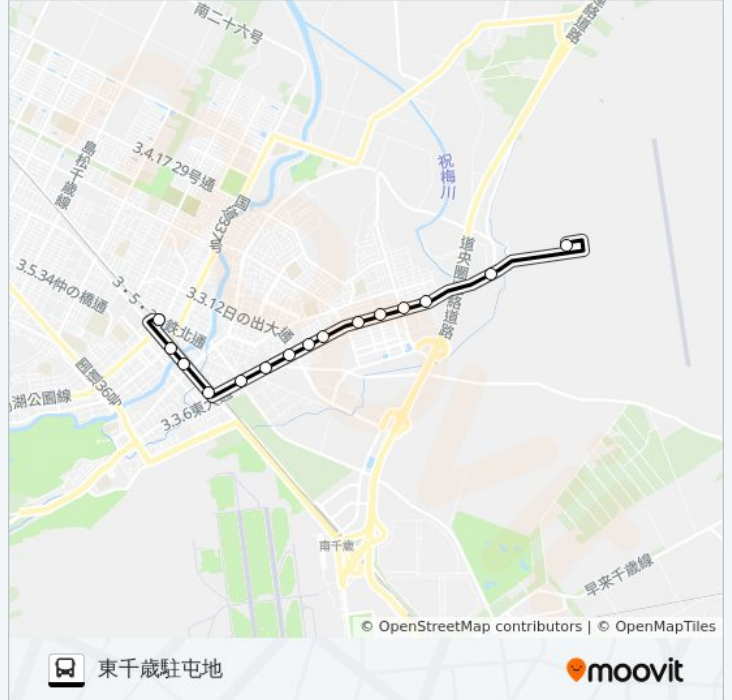 南二十六号
連絡道路
島松千歳線
3.4.17 29号通
国道337号
祝梅川
道央圏連絡道路
3.5.34仲の橋通
3・5・
鉄北通
3.3.12日の出大通
国道36号
湖公園線
3.3.6東大
南千歳
早来千歳線
© OpenStreetMap contributors | © OpenMapTiles
東千歳駐屯地
moovit